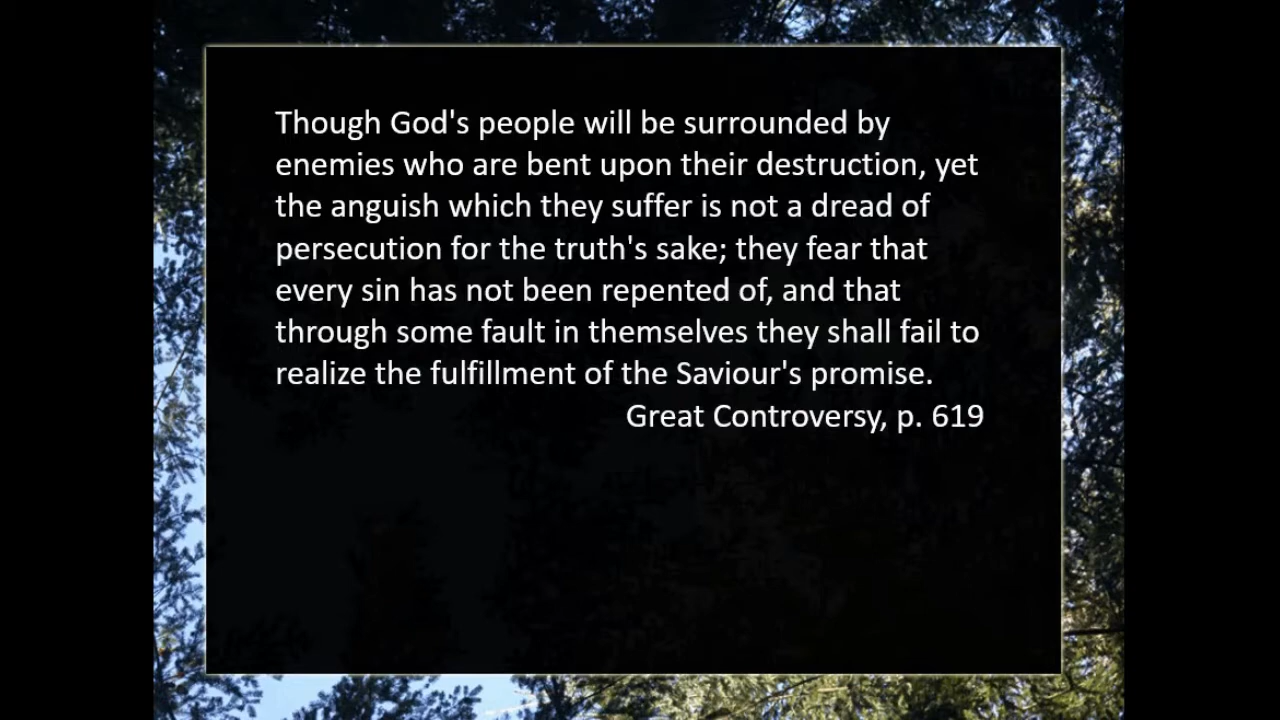 Though God's people will be surrounded by
enemies who are bent upon their destruction, yet
the anguish which they suffer is not a dread of
persecution for the truth's sake; they fear that
every sin has not been repented of, and that
through some fault in themselves they shall fail to
realize the fulfillment of the Saviour's promise.
Great Controversy, p. 619